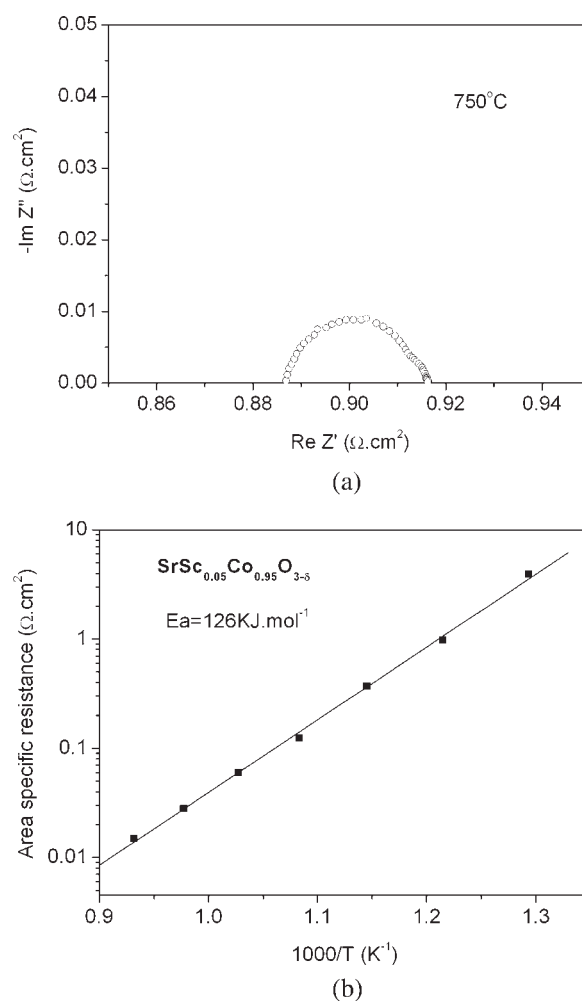 0.05
0.04
0.03
0.02
0.01
0.00
-Im Z" (Ω.cm²)
750°C
0.86 0.88 0.90 0.92 0.94
Re Z' (Ω.cm²)
(a)
10
1
0.1
0.01
Area specific resistance (Ω.cm²)
SrSc₀.₀₅Co₀.₉₅O₃₋δ
Ea=126KJ.mol⁻¹
0.9 1.0 1.1 1.2 1.3
1000/T (K⁻¹)
(b)